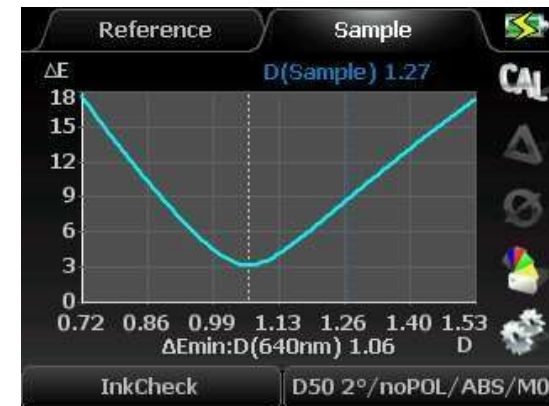 Reference Sample
ΔE D(Sample) 1.27
CAL
18
15
12
9
6
3
0
0.72 0.86 0.99 1.13 1.26 1.40 1.53
ΔEmin:D(640nm) 1.06 D
InkCheck D50 2°/noPOL/ABS/M0